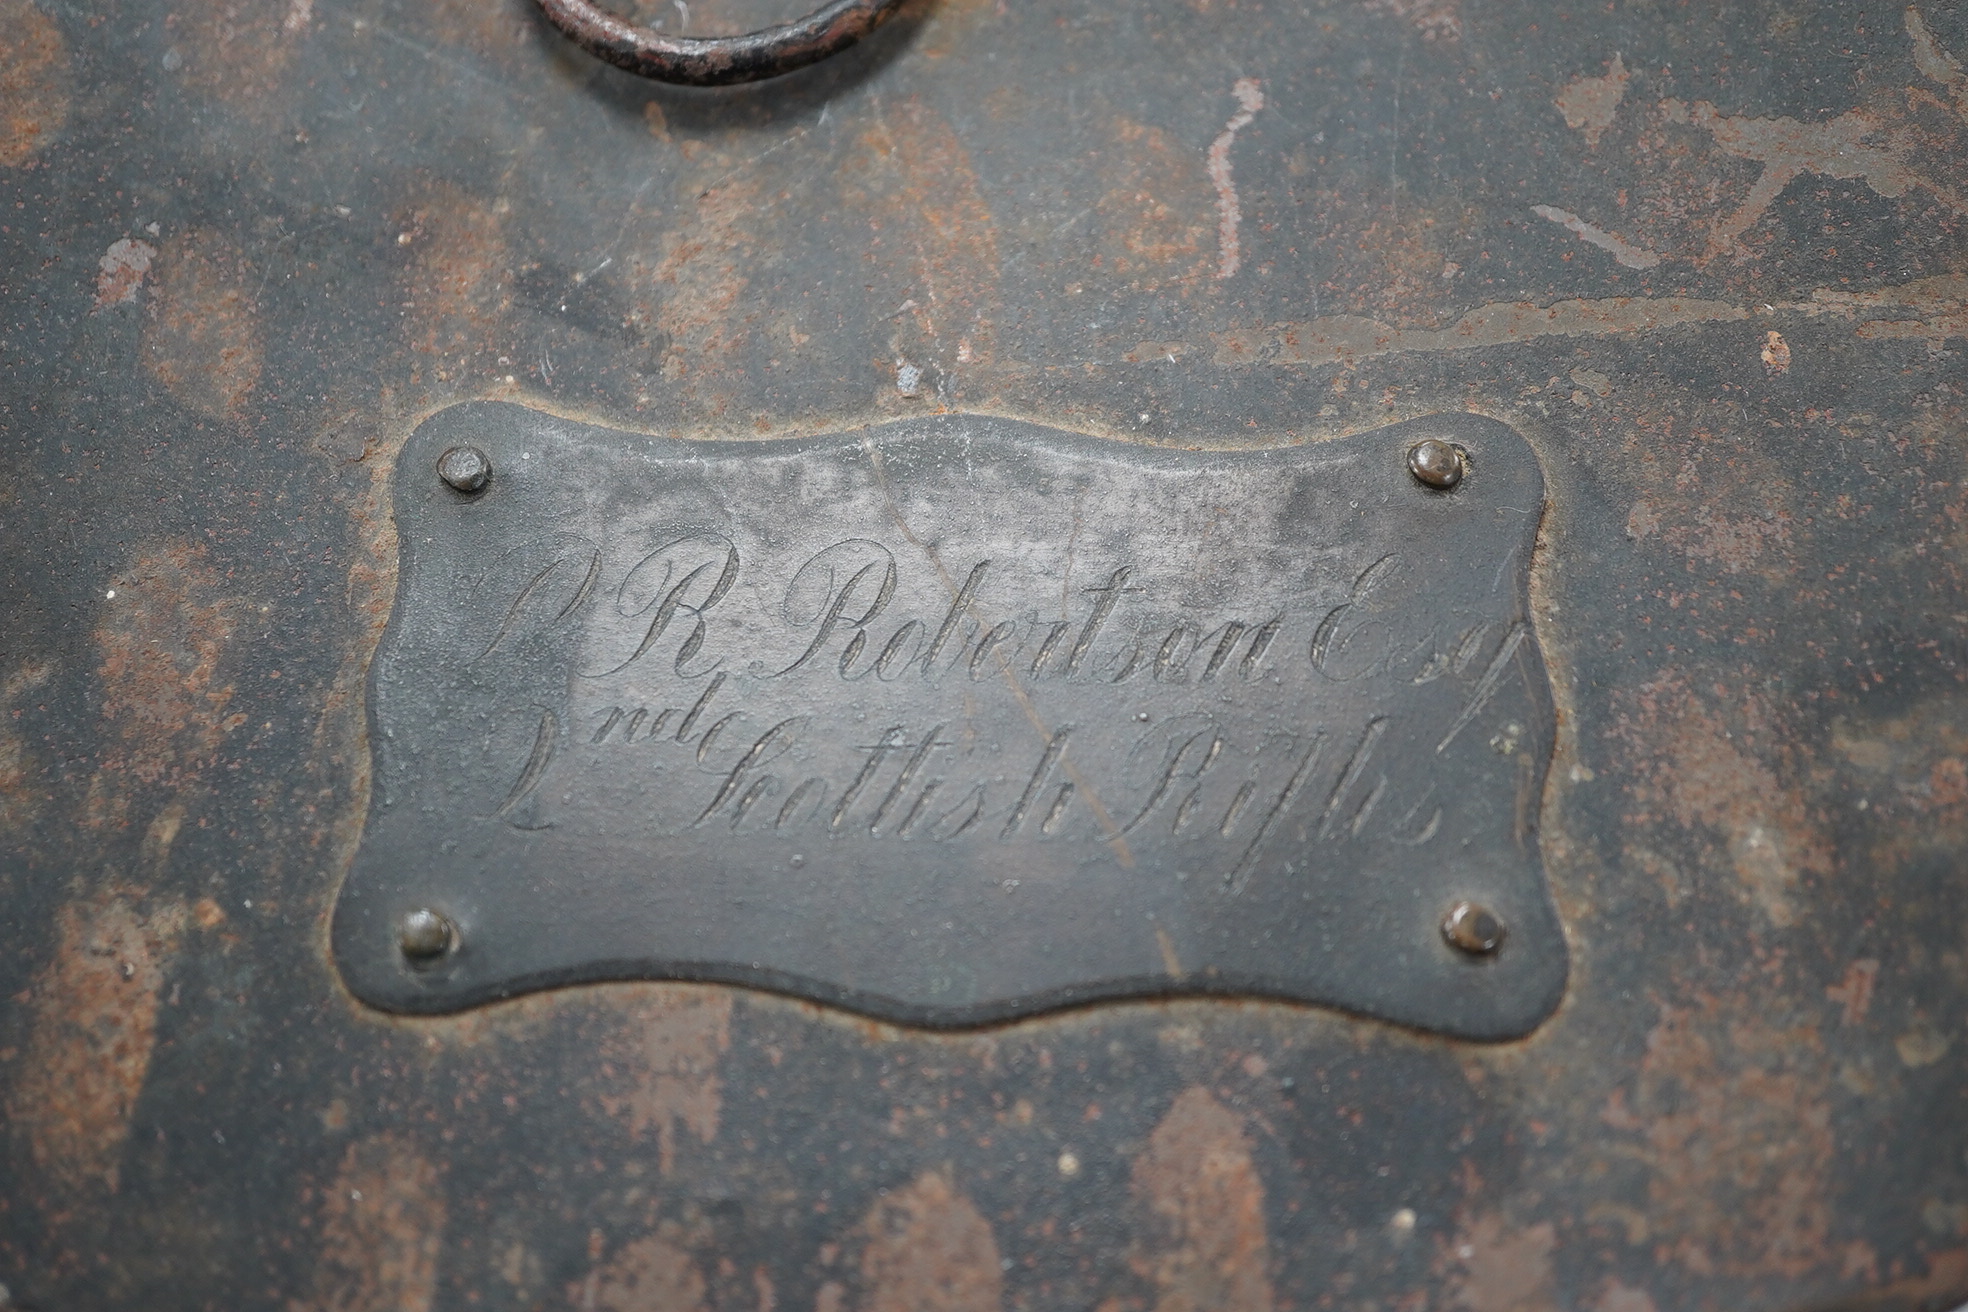 P. R. Robertson Esq
2nd Scottish Rifles